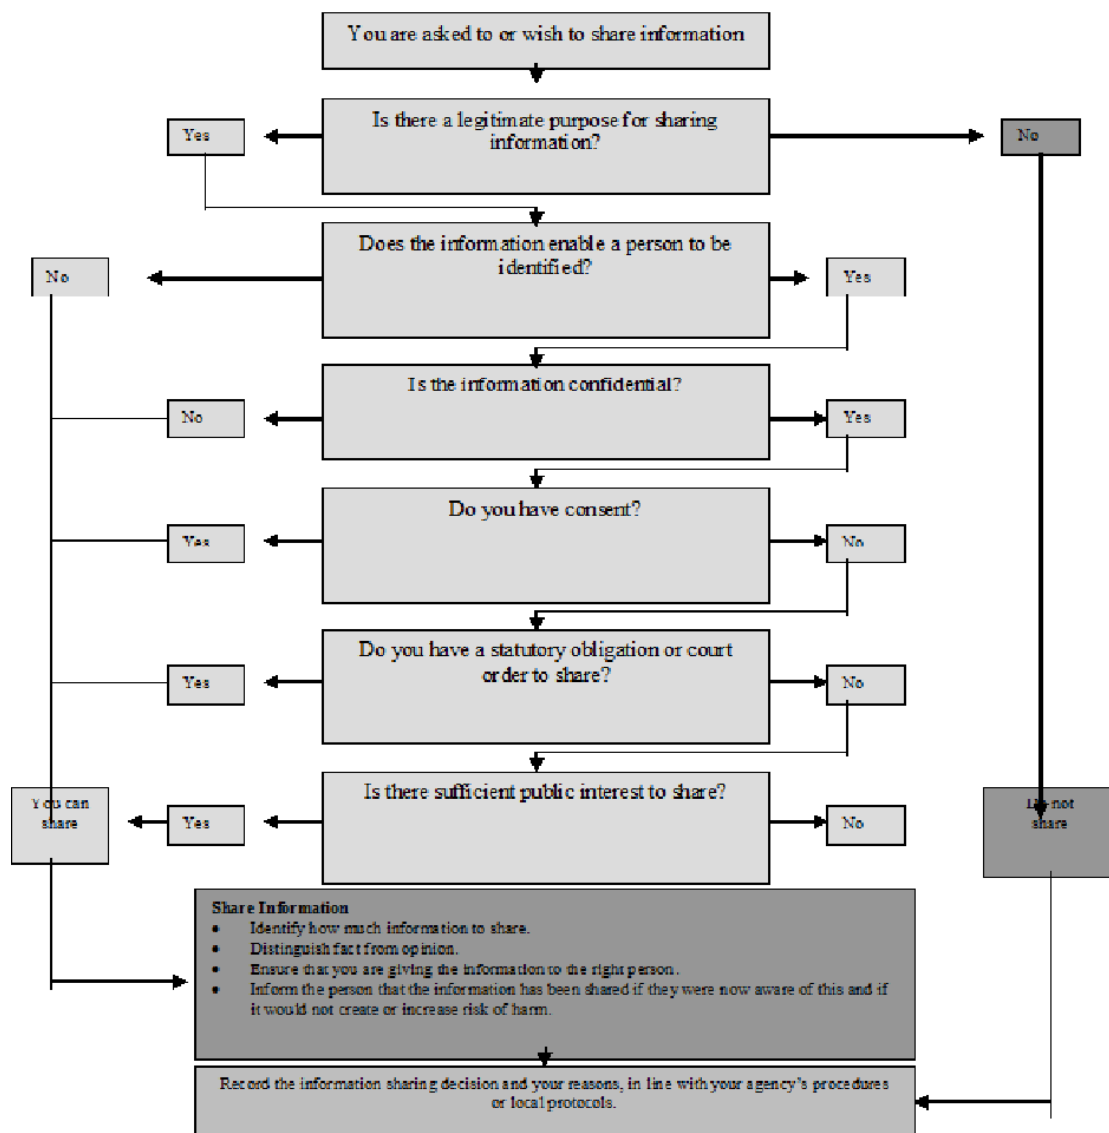 You are asked to or wish to share information
Is there a legitimate purpose for sharing
information?
Yes
No
Does the information enable a person to be
identified?
No
Yes
Is the information confidential?
No
Yes
Do you have consent?
Yes
No
Do you have a statutory obligation or court
order to share?
Yes
No
Is there sufficient public interest to share?
You can
share
Yes
No
Do not
share
Share Information
• Identify how much information to share.
• Distinguish fact from opinion.
• Ensure that you are giving the information to the right person.
• Inform the person that the information has been shared if they were now aware of this and if
it would not create or increase risk of harm.
Record the information sharing decision and your reasons, in line with your agency's procedures
or local protocols.